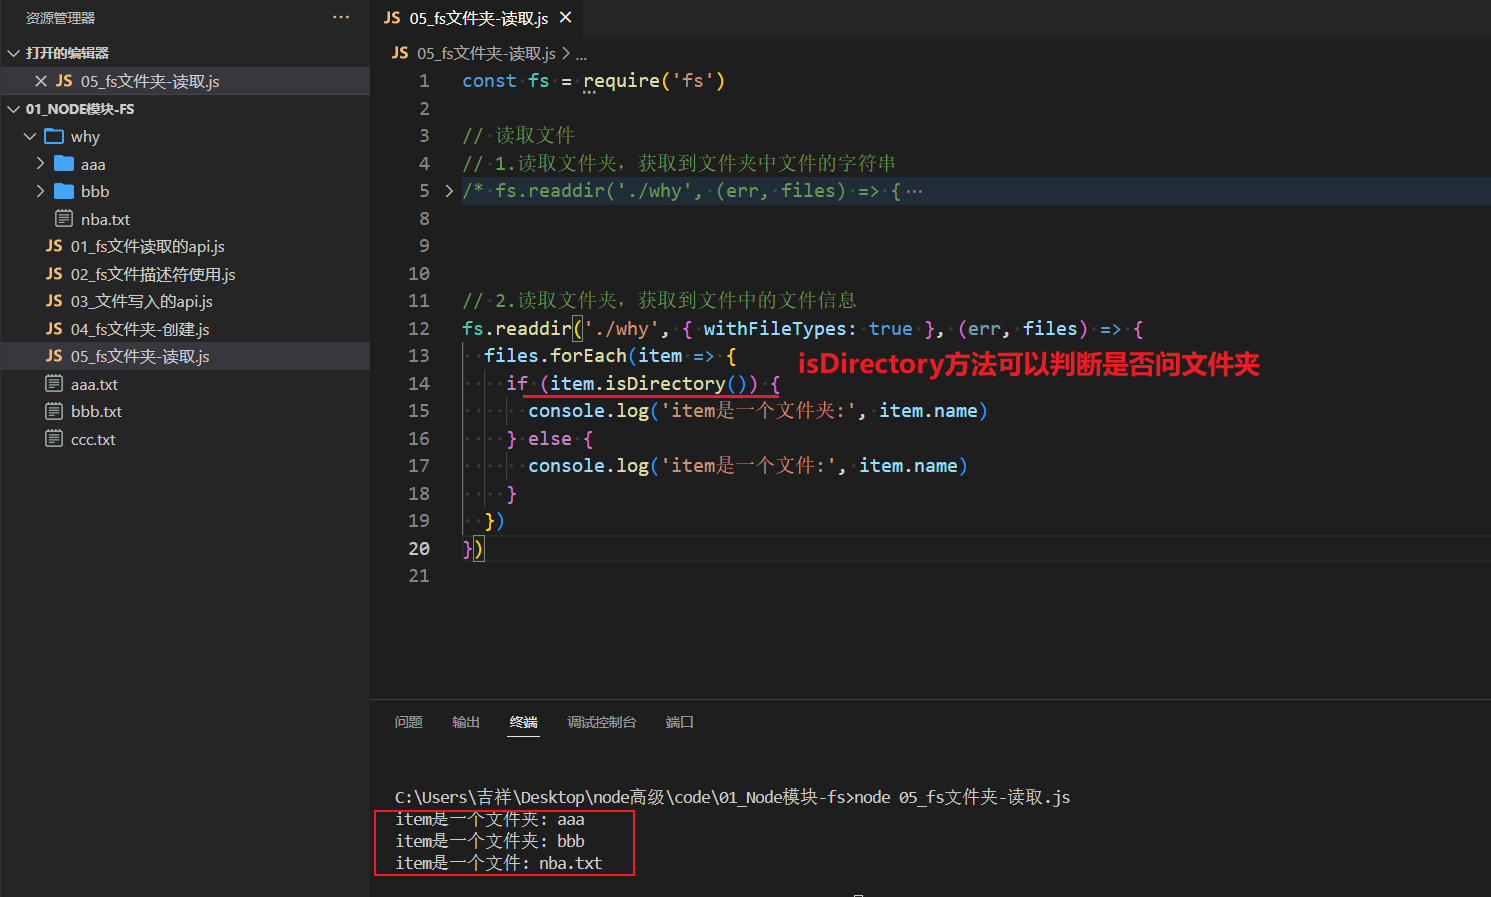 资源管理器
···
打开的编辑器
JS 05_fs文件夹-读取.js
01_NODE模块-FS
why
aaa
bbb
nba.txt
JS 01_fs文件读取的api.js
JS 02_fs文件描述符使用.js
JS 03_文件写入的api.js
JS 04_fs文件夹-创建.js
JS 05_fs文件夹-读取.js
aaa.txt
bbb.txt
ccc.txt
JS 05_fs文件夹-读取.js
JS 05_fs文件夹-读取.js > ...
1 const fs = require('fs')
2
3 // 读取文件
4 // 1.读取文件夹，获取到文件夹中文件的字符串
5 /* fs.readdir('./why', (err, files) => {···
8
9
10
11 // 2.读取文件夹，获取到文件中的文件信息
12 fs.readdir('./why', { withFileTypes: true }, (err, files) => {
13 files.forEach(item => {
isDirectory方法可以判断是否问文件夹
14 if (item.isDirectory()) {
15 console.log('item是一个文件夹:', item.name)
16 } else {
17 console.log('item是一个文件:', item.name)
18 }
19 })
20 })
21
问题 输出 终端 调试控制台 端口
C:\Users\吉祥\Desktop\node高级\code\01_Node模块-fs>node 05_fs文件夹-读取.js
item是一个文件夹: aaa
item是一个文件夹: bbb
item是一个文件: nba.txt